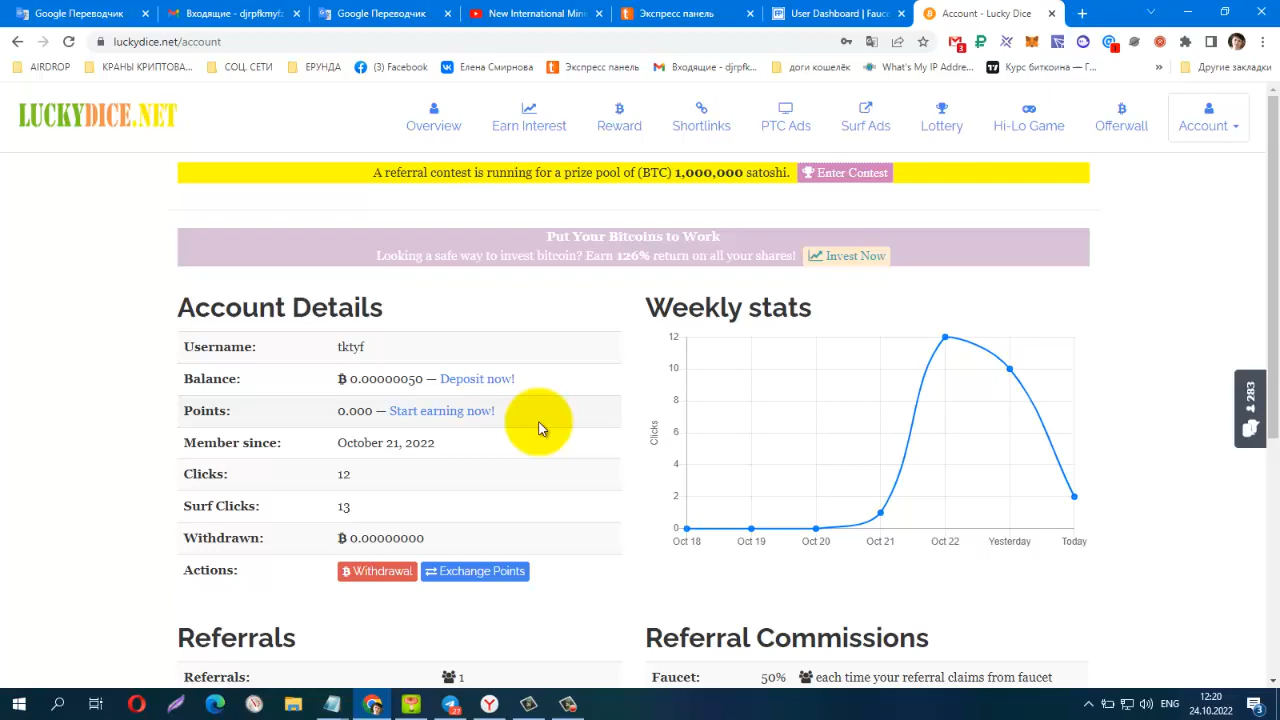 Google Переводчик
Входящие - djrpfkmyf:
Google Переводчик
New International Min
Экспресс панель
User Dashboard | Fauce
Account - Lucky Dice
luckydice.net/account
AIRDROP
КРАНЫ КРИПТОВА...
СОЦ. СЕТИ
ЕРУНДА
(3) Facebook
Елена Смирнова
Экспресс панель
Входящие - djrpfk...
доги кошелёк
What's My IP Addre...
Курс биткоина — Г...
Другие закладки
LUCKYDICE.NET
Overview
Earn Interest
Reward
Shortlinks
PTC Ads
Surf Ads
Lottery
Hi-Lo Game
Offerwall
Account
A referral contest is running for a prize pool of (BTC) 1,000,000 satoshi. Enter Contest
Put Your Bitcoins to Work
Looking a safe way to invest bitcoin? Earn 126% return on all your shares! Invest Now
Account Details
Username: tktyf
Balance: ₿ 0.00000050 — Deposit now!
Points: 0.000 — Start earning now!
Member since: October 21, 2022
Clicks: 12
Surf Clicks: 13
Withdrawn: ₿ 0.00000000
Actions: Withdrawal Exchange Points
Weekly stats
12
10
8
6
4
2
0
Clicks
Oct 18 Oct 19 Oct 20 Oct 21 Oct 22 Yesterday Today
283
Referrals
Referrals: 1
Referral Commissions
Faucet: 50% each time your referral claims from faucet
27
ENG
12:20
24.10.2022
3